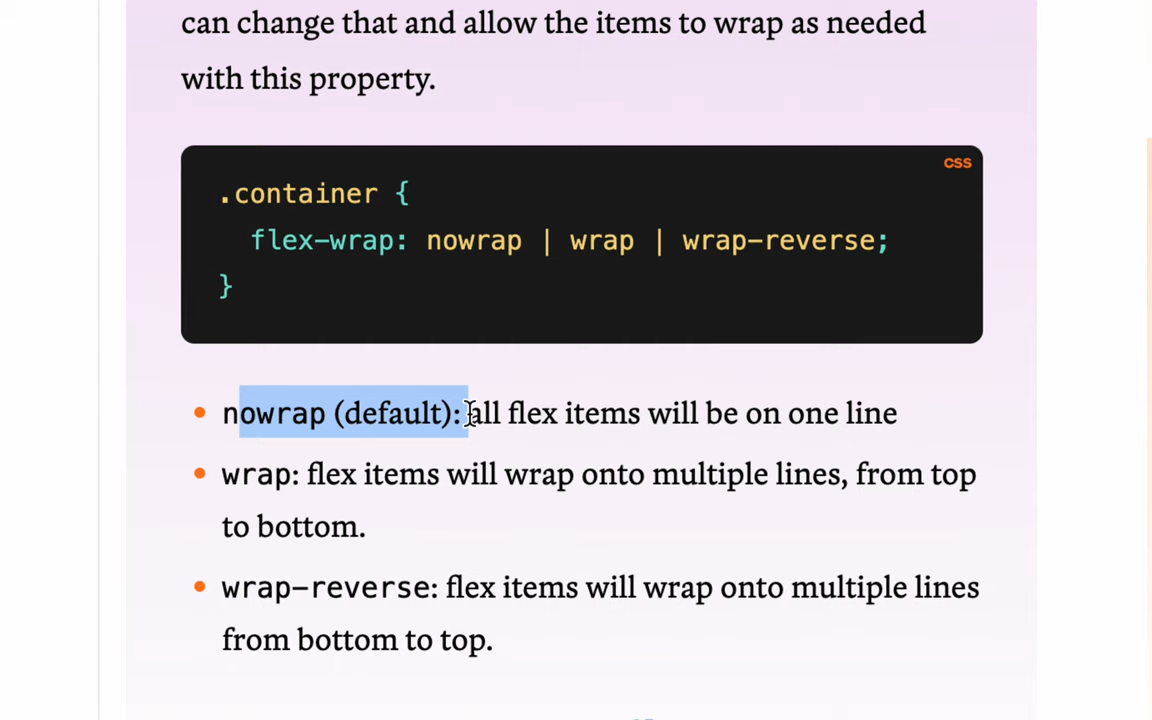 can change that and allow the items to wrap as needed
with this property.
CSS
.container {
flex-wrap: nowrap | wrap | wrap-reverse;
}
nowrap (default): all flex items will be on one line
wrap: flex items will wrap onto multiple lines, from top
to bottom.
wrap-reverse: flex items will wrap onto multiple lines
from bottom to top.